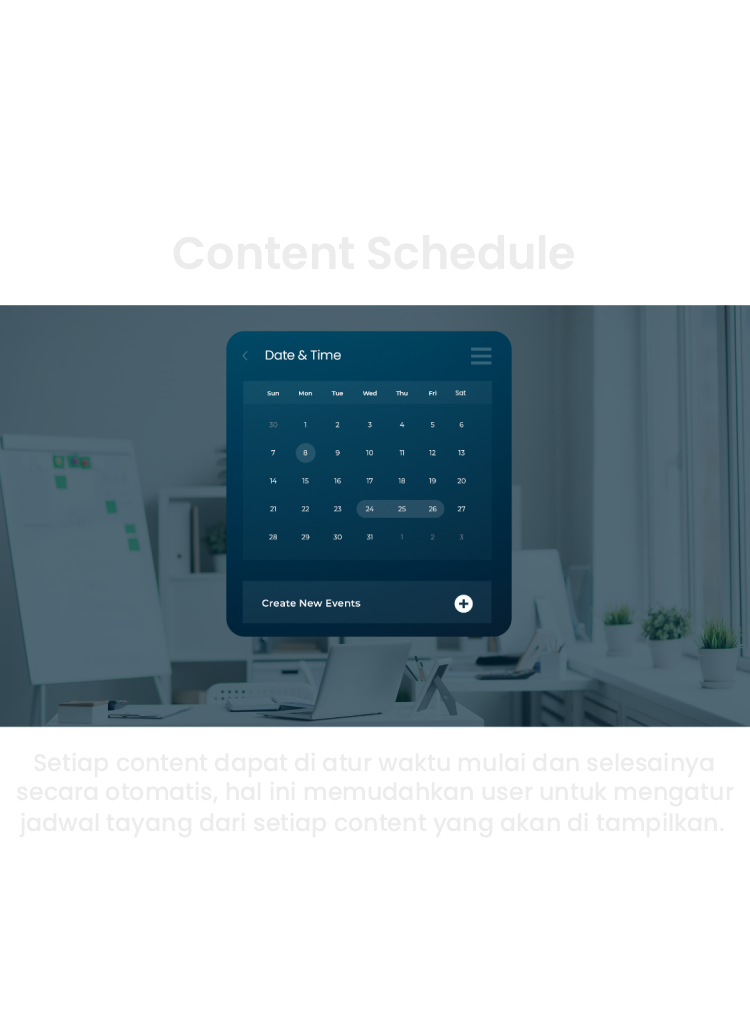 Content Schedule
Date & Time
Sun Mon Tue Wed Thu Fri Sat
30 1 2 3 4 5 6
7 8 9 10 11 12 13
14 15 16 17 18 19 20
21 22 23 24 25 26 27
28 29 30 31 1 2 3
Create New Events
Setiap content dapat di atur waktu mulai dan selesainya
secara otomatis, hal ini memudahkan user untuk mengatur
jadwal tayang dari setiap content yang akan di tampilkan.